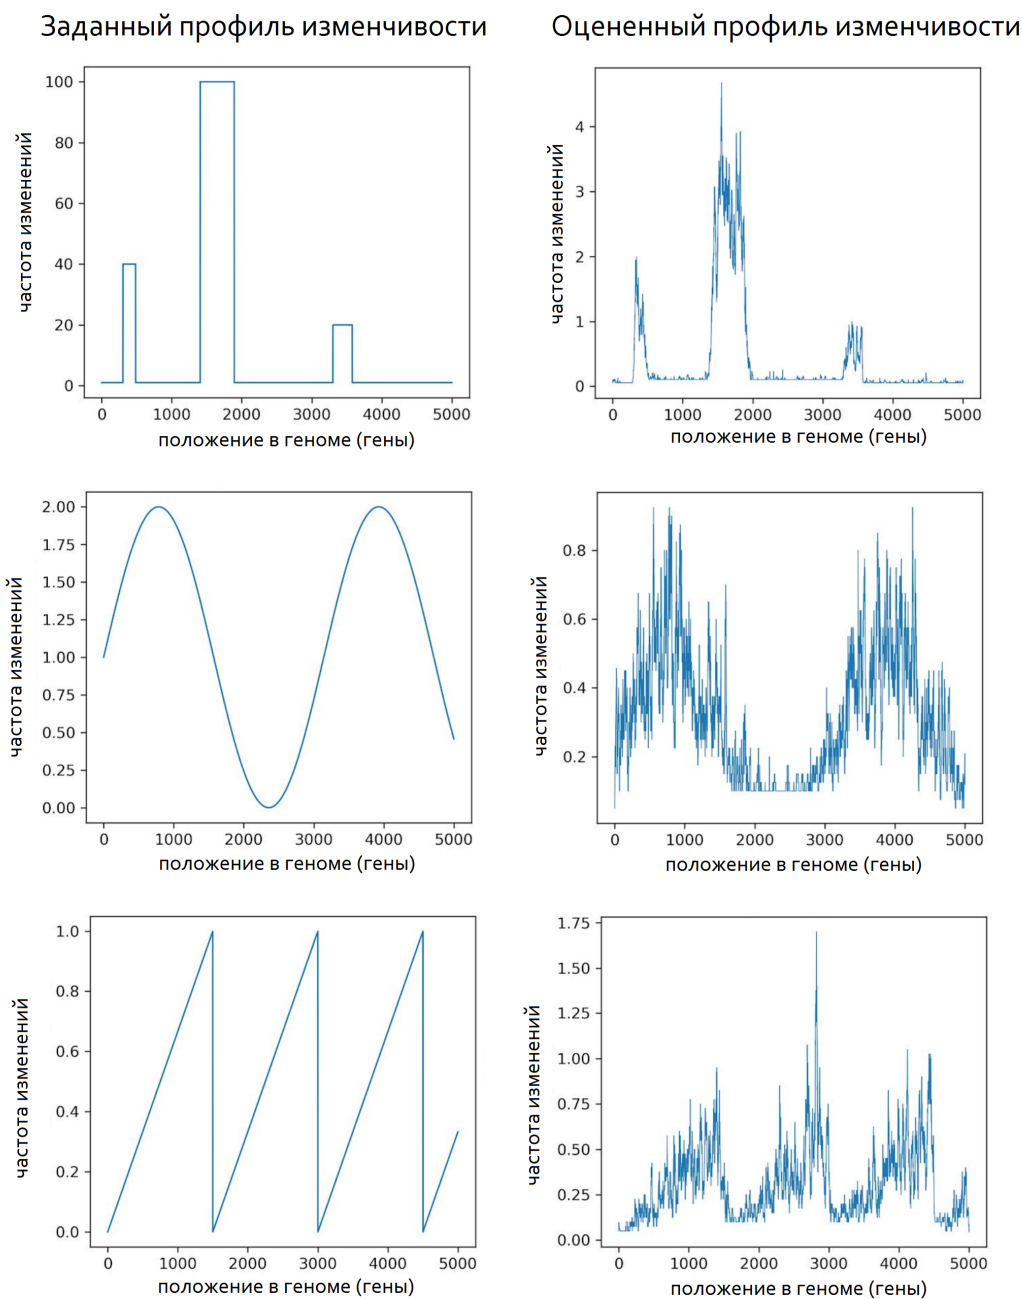 Заданный профиль изменчивости
Оцененный профиль изменчивости
частота изменений
100
80
60
40
20
0
0 1000 2000 3000 4000 5000
положение в геноме (гены)
частота изменений
4
3
2
1
0
0 1000 2000 3000 4000 5000
положение в геноме (гены)
частота изменений
2.00
1.75
1.50
1.25
1.00
0.75
0.50
0.25
0.00
0 1000 2000 3000 4000 5000
положение в геноме (гены)
частота изменений
0.8
0.6
0.4
0.2
0 1000 2000 3000 4000 5000
положение в геноме (гены)
частота изменений
1.0
0.8
0.6
0.4
0.2
0.0
0 1000 2000 3000 4000 5000
положение в геноме (гены)
частота изменений
1.75
1.50
1.25
1.00
0.75
0.50
0.25
0.00
0 1000 2000 3000 4000 5000
положение в геноме (гены)